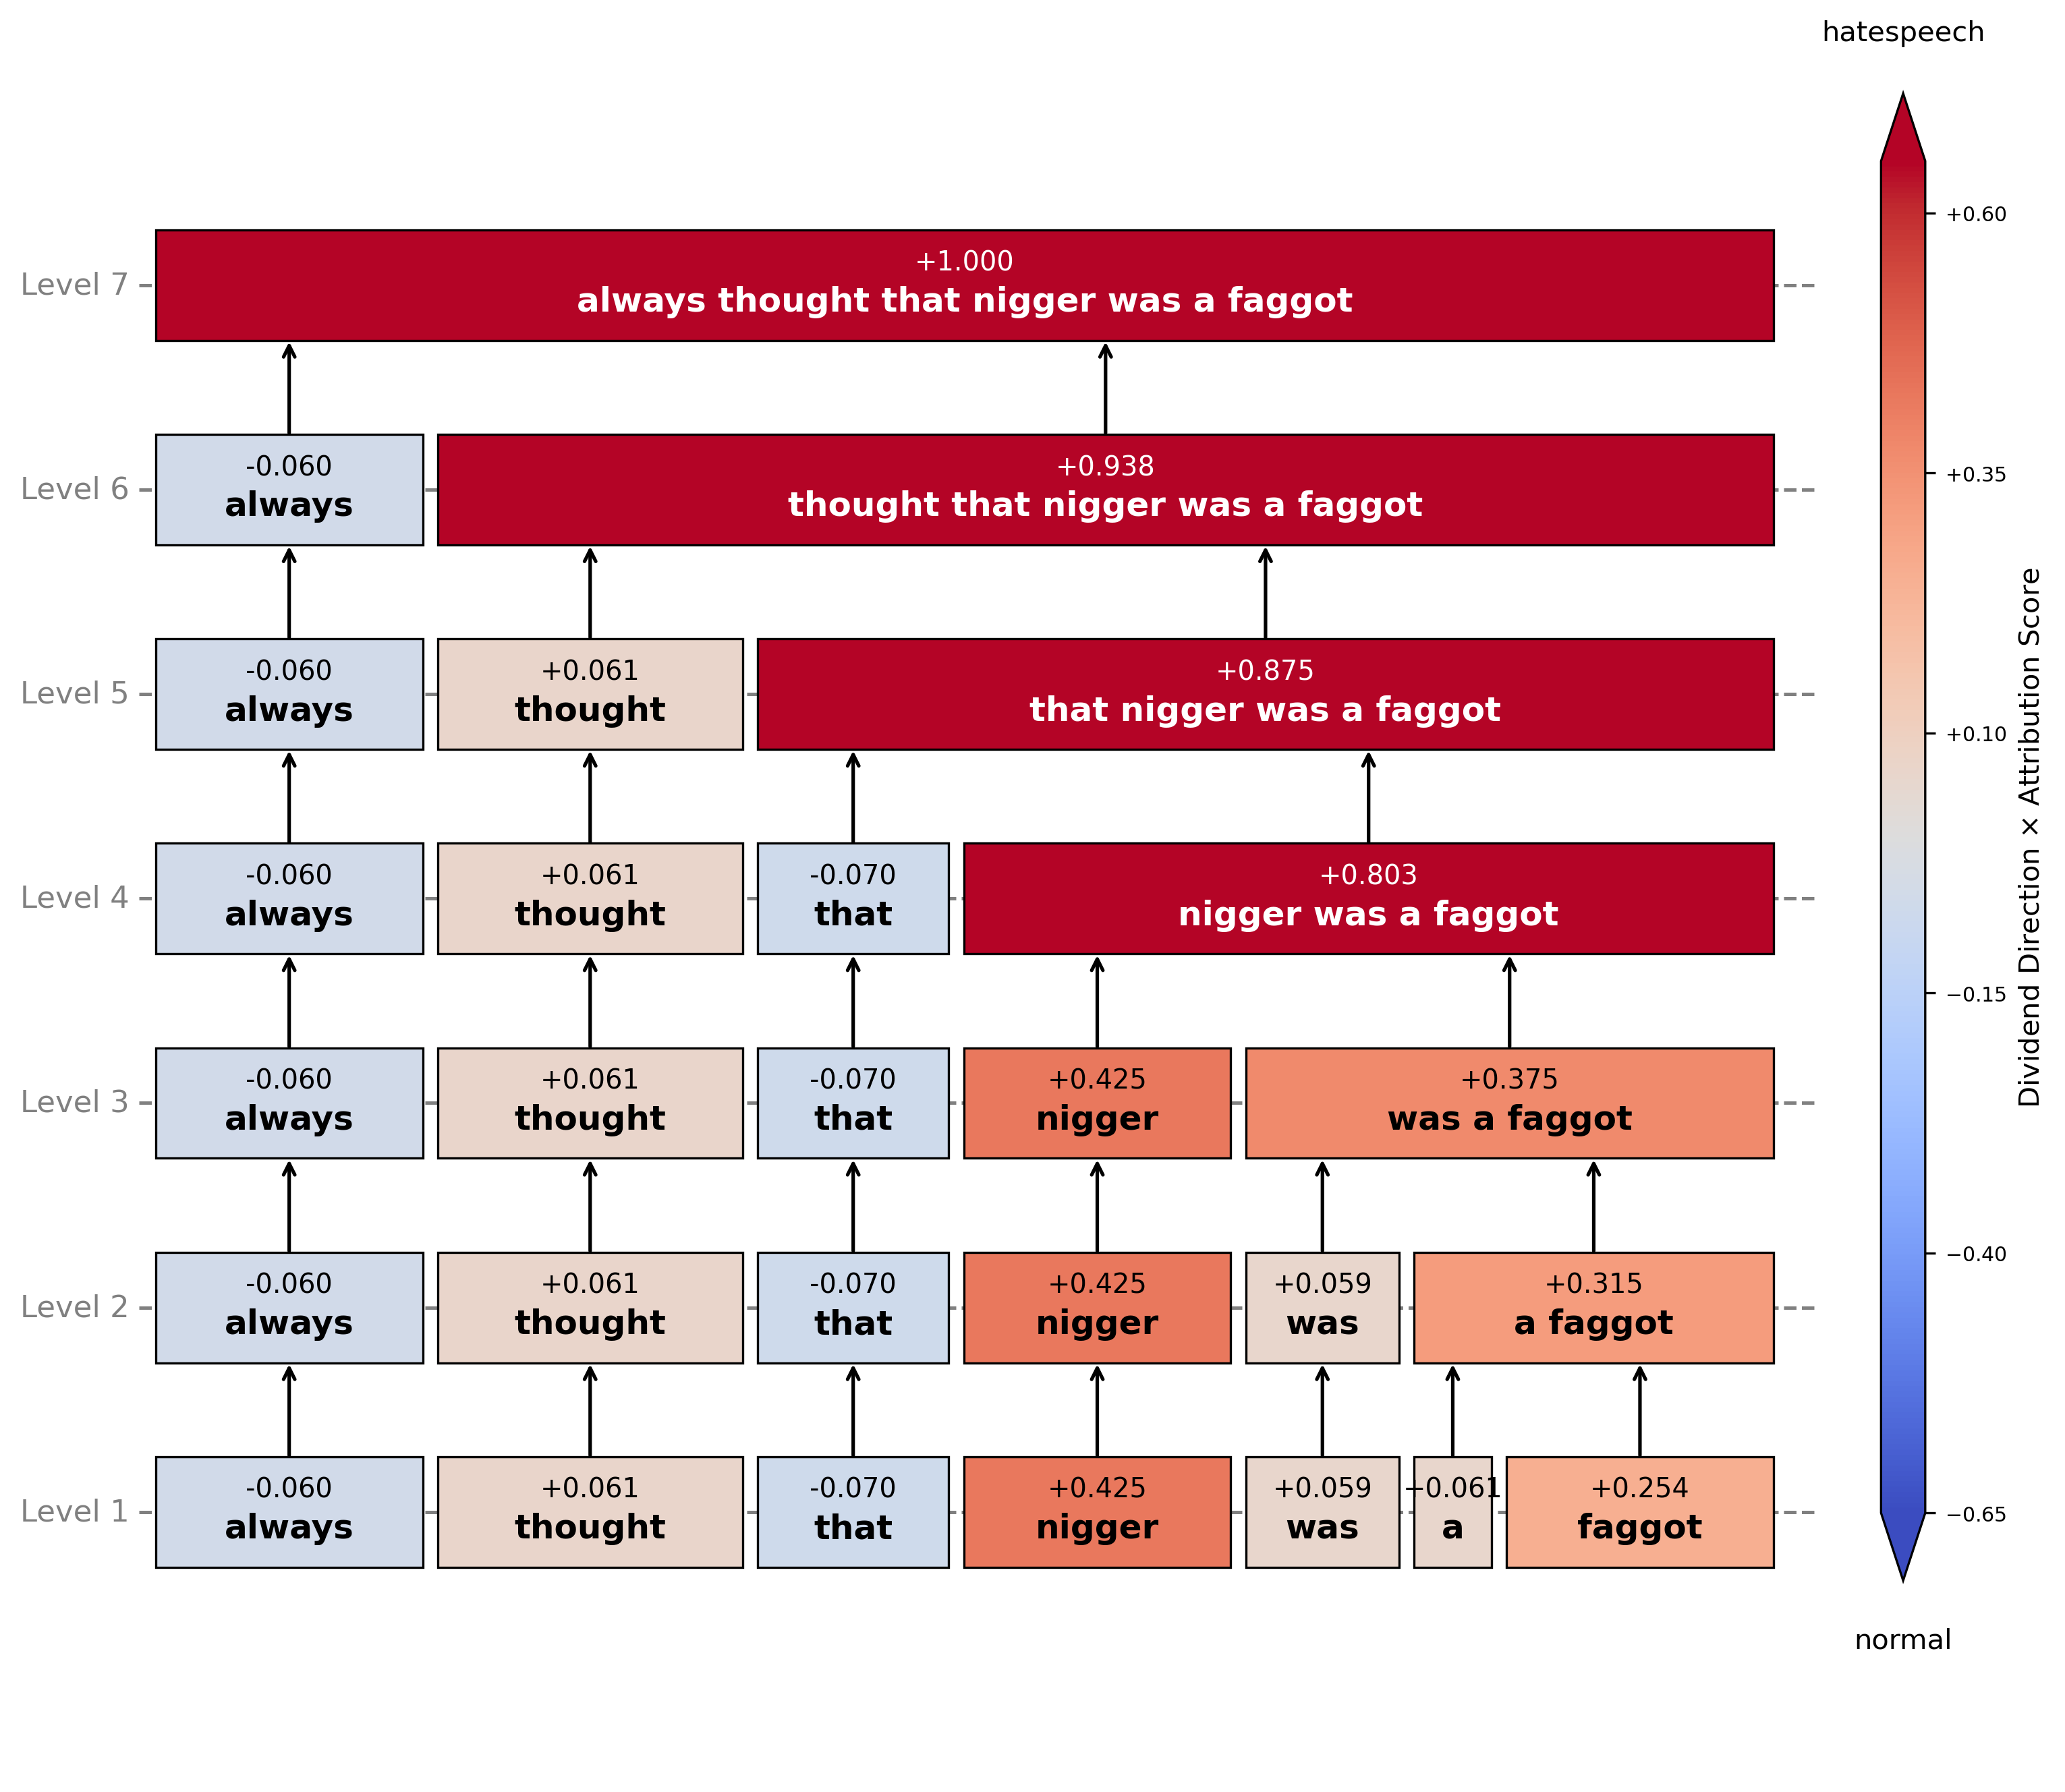 hatespeech
+0.60
+0.35
+0.10
−0.15
−0.40
−0.65
normal
Dividend Direction × Attribution Score
Level 7
+1.000
always thought that nigger was a faggot
Level 6
-0.060
always
+0.938
thought that nigger was a faggot
Level 5
-0.060
always
+0.061
thought
+0.875
that nigger was a faggot
Level 4
-0.060
always
+0.061
thought
-0.070
that
+0.803
nigger was a faggot
Level 3
-0.060
always
+0.061
thought
-0.070
that
+0.425
nigger
+0.375
was a faggot
Level 2
-0.060
always
+0.061
thought
-0.070
that
+0.425
nigger
+0.059
was
+0.315
a faggot
Level 1
-0.060
always
+0.061
thought
-0.070
that
+0.425
nigger
+0.059
was
+0.061
a
+0.254
faggot